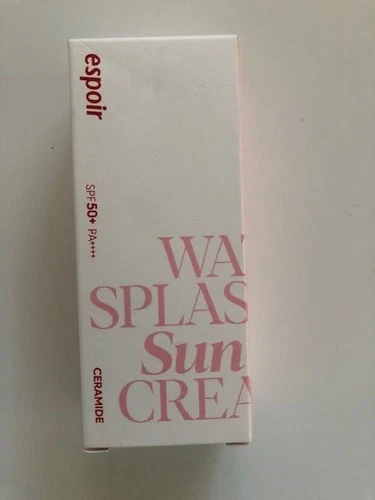 espoir
SPF50+ PA++++
WA
SPLAS
Sun
CREA
CERAMIDE